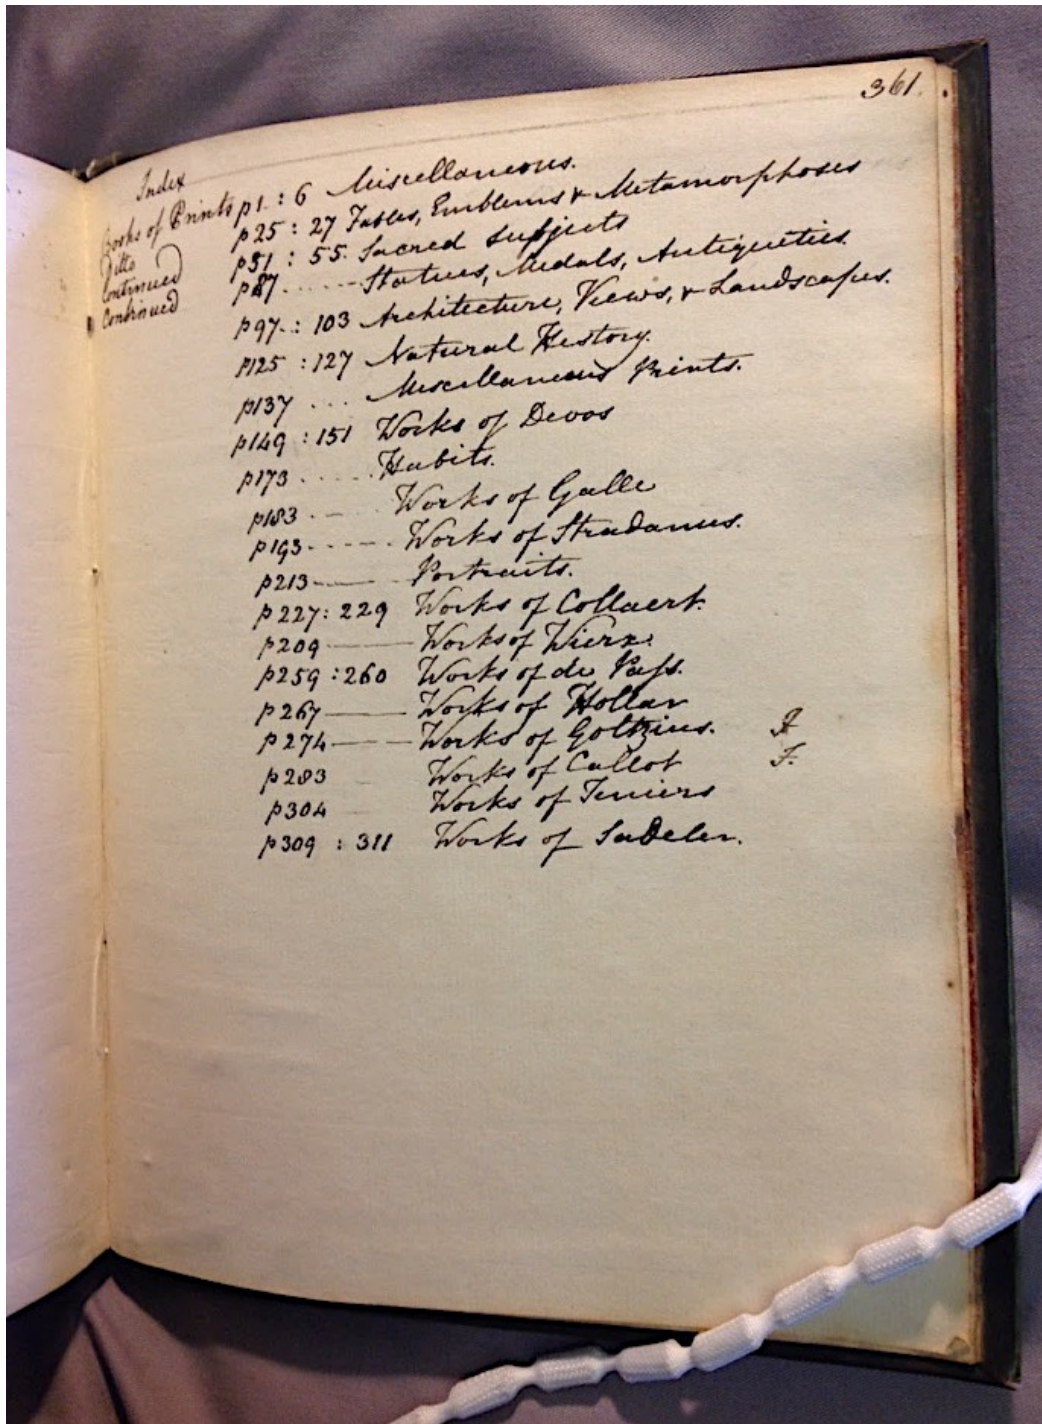 361.
Index
Books of Prints p1 : 6 Miscellaneous.
Ditto p25 : 27 Fables, Emblems & Metamorphoses
Continued p51 : 55. Sacred Subjects
Continued p87 ...... Statues, Medals, Antiquities.
p97 : 103 Architecture, Views, & Landscapes.
p125 : 127 Natural History.
p137 ... Miscellaneous Prints.
p149 : 151 Works of Devos
p173 ..... Habits.
p183 .— Works of Galle
p193 ----- Works of Stradanus.
p213 —— Portraits.
p227 : 229 Works of Collaert.
p209 —— Works of Wierx.
p259 : 260 Works of de Pass.
p267 —— Works of Hollar
p274 —— Works of Goltzius. F
p283 Works of Callot F.
p304 Works of Teniers
p309 : 311 Works of Sadeler.